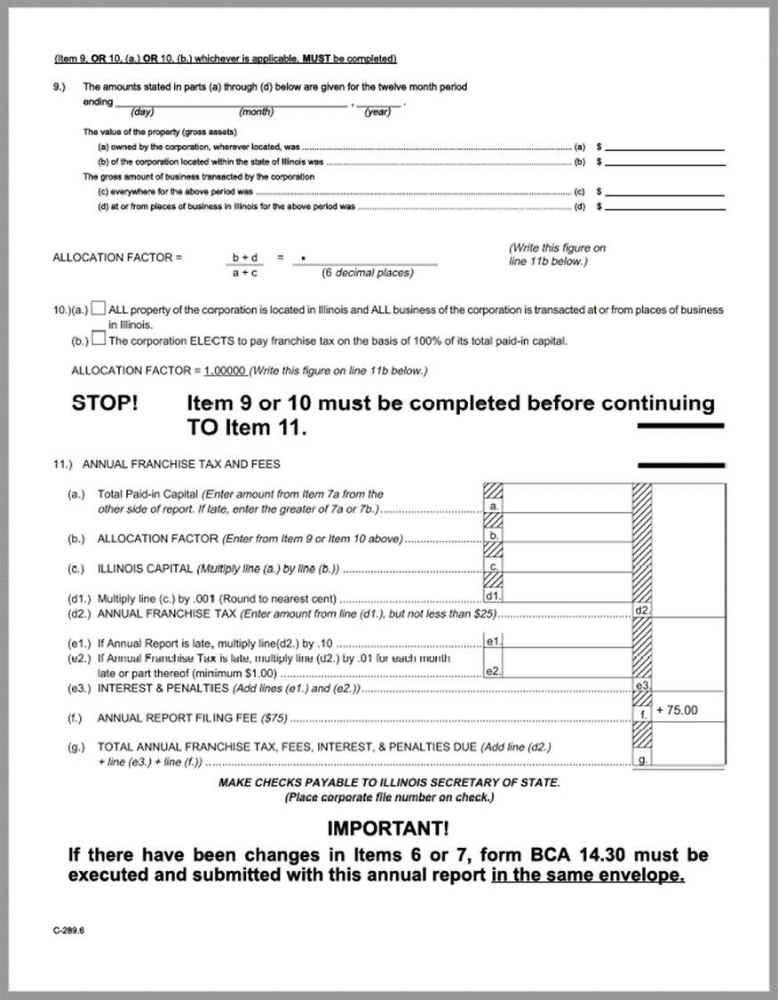 (Item 9, OR 10, (a.) OR 10, (b.) whichever is applicable, MUST be completed)
9.) The amounts stated in parts (a) through (d) below are given for the twelve month period
ending ____________________ , ________ .
(day) (month) (year)
The value of the property (gross assets)
(a) owned by the corporation, wherever located, was .......... (a) $ __________
(b) of the corporation located within the state of Illinois was .......... (b) $ __________
The gross amount of business transacted by the corporation
(c) everywhere for the above period was .......... (c) $ __________
(d) at or from places of business in Illinois for the above period was .......... (d) $ __________
(Write this figure on
ALLOCATION FACTOR = b + d = . __________ line 11b below.)
a + c (6 decimal places)
10.)(a.) ALL property of the corporation is located in Illinois and ALL business of the corporation is transacted at or from places of business
in Illinois.
(b.) The corporation ELECTS to pay franchise tax on the basis of 100% of its total paid-in capital.
ALLOCATION FACTOR = 1.00000 (Write this figure on line 11b below.)
STOP! Item 9 or 10 must be completed before continuing
TO Item 11.
11.) ANNUAL FRANCHISE TAX AND FEES
(a.) Total Paid-in Capital (Enter amount from Item 7a from the
other side of report. If late, enter the greater of 7a or 7b.) .......... a.
(b.) ALLOCATION FACTOR (Enter from Item 9 or Item 10 above) .......... b.
(c.) ILLINOIS CAPITAL (Multiply line (a.) by line (b.)) .......... c.
(d1.) Multiply line (c.) by .001 (Round to nearest cent) .......... d1.
(d2.) ANNUAL FRANCHISE TAX (Enter amount from line (d1.), but not less than $25) .......... d2.
(e1.) If Annual Report is late, multiply line(d2.) by .10 .......... e1.
(e2.) If Annual Franchise Tax is late, multiply line (d2.) by .01 for each month
late or part thereof (minimum $1.00) .......... e2.
(e3.) INTEREST & PENALTIES (Add lines (e1.) and (e2.)) .......... e3.
(f.) ANNUAL REPORT FILING FEE ($75) .......... f. + 75.00
(g.) TOTAL ANNUAL FRANCHISE TAX, FEES, INTEREST, & PENALTIES DUE (Add line (d2.)
+ line (e3.) + line (f.)) .......... g.
MAKE CHECKS PAYABLE TO ILLINOIS SECRETARY OF STATE.
(Place corporate file number on check.)
IMPORTANT!
If there have been changes in Items 6 or 7, form BCA 14.30 must be
executed and submitted with this annual report in the same envelope.
C-289.6